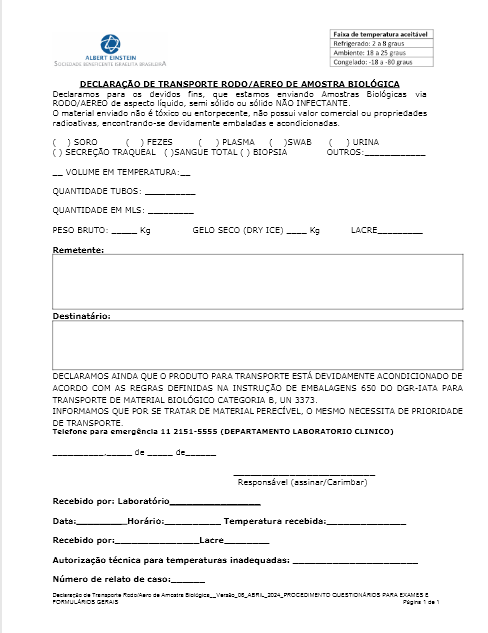 ALBERT EINSTEIN
SOCIEDADE BENEFICENTE ISRAELITA BRASILEIRA
Faixa de temperatura aceitável
Refrigerado: 2 a 8 graus
Ambiente: 18 a 25 graus
Congelado: -18 a -80 graus
DECLARAÇÃO DE TRANSPORTE RODO/AEREO DE AMOSTRA BIOLÓGICA
Declaramos para os devidos fins, que estamos enviando Amostras Biológicas via
RODO/AEREO de aspecto líquido, semi sólido ou sólido NÃO INFECTANTE.
O material enviado não é tóxico ou entorpecente, não possui valor comercial ou propriedades
radioativas, encontrando-se devidamente embaladas e acondicionadas.
( ) SORO ( ) FEZES ( ) PLASMA ( )SWAB ( ) URINA
( ) SECREÇÃO TRAQUEAL ( )SANGUE TOTAL ( ) BIOPSIA OUTROS:____________
__ VOLUME EM TEMPERATURA:__
QUANTIDADE TUBOS: __________
QUANTIDADE EM MLS: _________
PESO BRUTO: _____ Kg GELO SECO (DRY ICE) ____ Kg LACRE_________
Remetente:
Destinatário:
DECLARAMOS AINDA QUE O PRODUTO PARA TRANSPORTE ESTÁ DEVIDAMENTE ACONDICIONADO DE
ACORDO COM AS REGRAS DEFINIDAS NA INSTRUÇÃO DE EMBALAGENS 650 DO DGR-IATA PARA
TRANSPORTE DE MATERIAL BIOLÓGICO CATEGORIA B, UN 3373.
INFORMAMOS QUE POR SE TRATAR DE MATERIAL PERECÍVEL, O MESMO NECESSITA DE PRIORIDADE
DE TRANSPORTE.
Telefone para emergência 11 2151-5555 (DEPARTAMENTO LABORATORIO CLINICO)
__________,_____ de _____ de______
____________________________
Responsável (assinar/Carimbar)
Recebido por: Laboratório________________
Data:_________Horário:__________ Temperatura recebida:______________
Recebido por:_______________Lacre________
Autorização técnica para temperaturas inadequadas: ______________________
Número de relato de caso:______
Declaração de Transporte Rodo/Aero de Amostra Biológica__Versão_06_ABRIL_2024_PROCEDIMENTO QUESTIONÁRIOS PARA EXAMES E
FORMULÁRIOS GERAIS Página 1 de 1